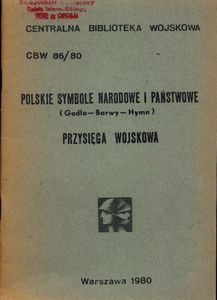 CENTRALNA BIBLIOTEKA WOJSKOWA
CBW 86/80
POLSKIE SYMBOLE NARODOWE I PAŃSTWOWE
(Godło—Barwy—Hymn)
PRZYSIĘGA WOJSKOWA
Warszawa 1980